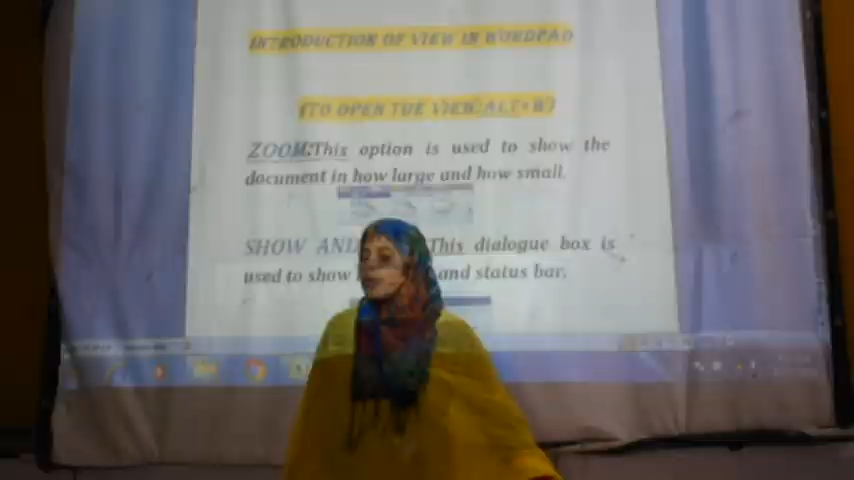 INTRODUCTION OF VIEW IN WORDPAD
(TO OPEN THE VIEW:ALT+W)
ZOOM:This option is used to show the
document in how large and how small.
SHOW AND This dialogue box is
used to show and status bar.